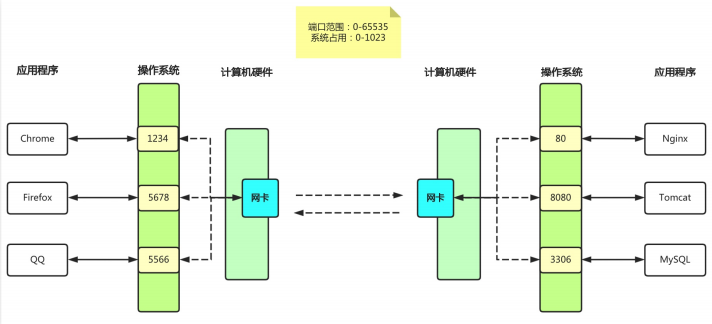 端口范围：0-65535
系统占用：0-1023
应用程序
操作系统
计算机硬件
计算机硬件
操作系统
应用程序
Chrome
1234
80
Nginx
Firefox
5678
网卡
网卡
8080
Tomcat
QQ
5566
3306
MySQL